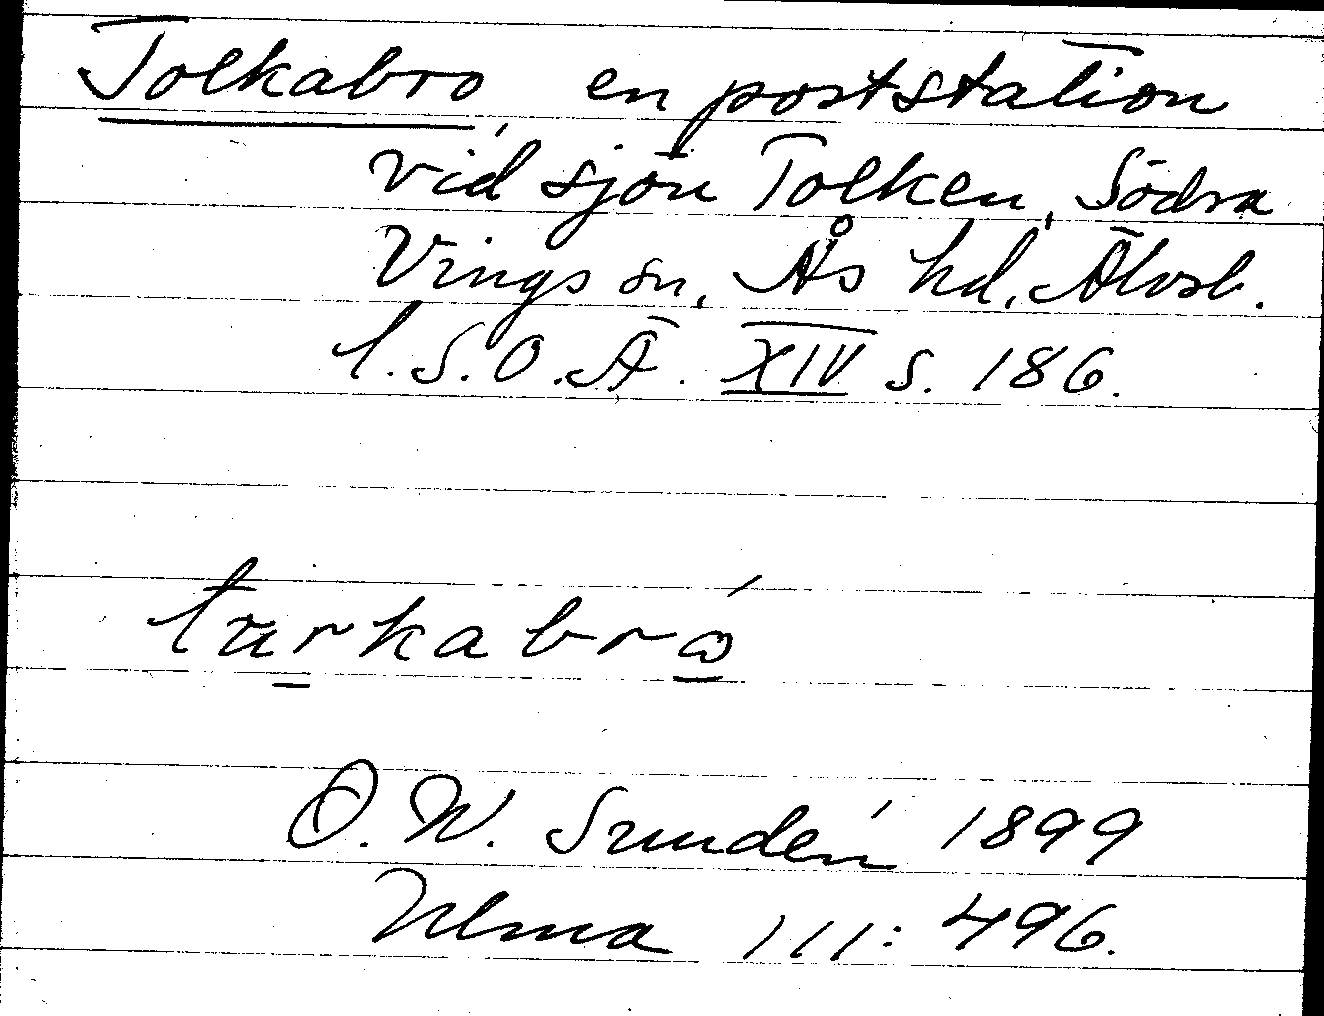 Tolkabro, en poststation
vid sjön Tolken, Södra
Vings sn, Ås hd, Älvsb.
l. S.O.Ä. XIV s. 186.
tărkabrω´
D. W. Sundén 1899
Ulma 111:496.